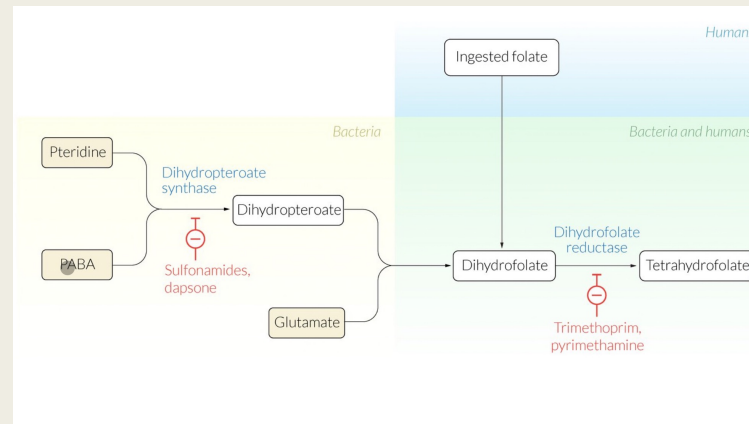 Human
Ingested folate
Bacteria
Bacteria and humans
Pteridine
Dihydropteroate
synthase
Dihydropteroate
Dihydrofolate
reductase
PABA
Sulfonamides,
dapsone
Dihydrofolate
Tetrahydrofolate
Glutamate
Trimethoprim,
pyrimethamine